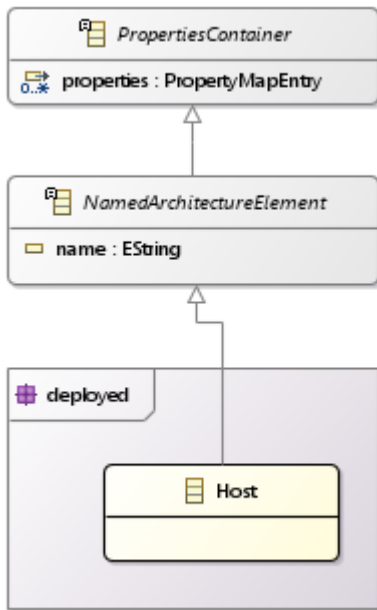 PropertiesContainer
0..* properties : PropertyMapEntry
NamedArchitectureElement
name : EString
deployed
Host